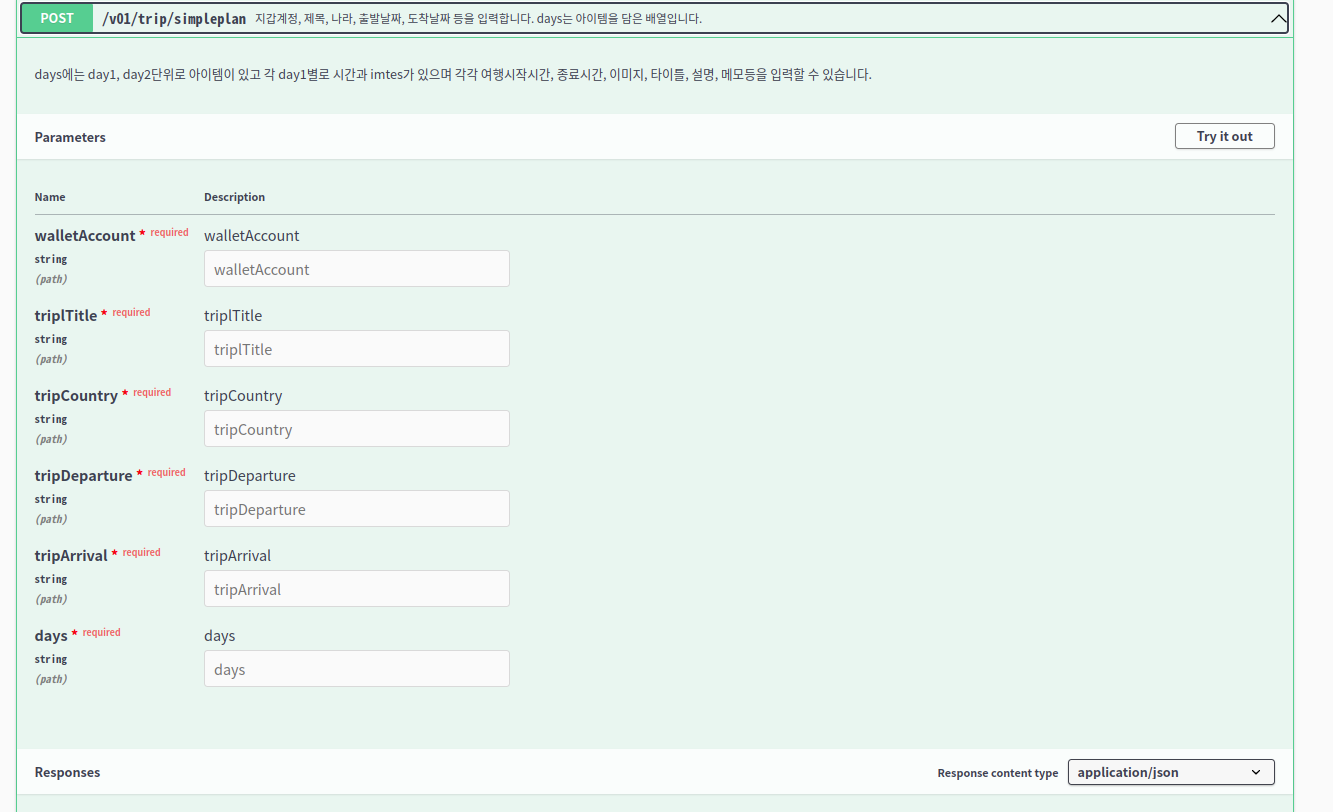 POST /v01/trip/simpleplan 지갑계정, 제목, 나라, 출발날짜, 도착날짜 등을 입력합니다. days는 아이템을 담은 배열입니다.
days에는 day1, day2단위로 아이템이 있고 각 day1별로 시간과 imtes가 있으며 각각 여행시작시간, 종료시간, 이미지, 타이틀, 설명, 메모등을 입력할 수 있습니다.
Parameters Try it out
Name Description
walletAccount * required walletAccount
string walletAccount
(path)
triplTitle * required triplTitle
string triplTitle
(path)
tripCountry * required tripCountry
string tripCountry
(path)
tripDeparture * required tripDeparture
string tripDeparture
(path)
tripArrival * required tripArrival
string tripArrival
(path)
days * required days
string days
(path)
Responses Response content type application/json